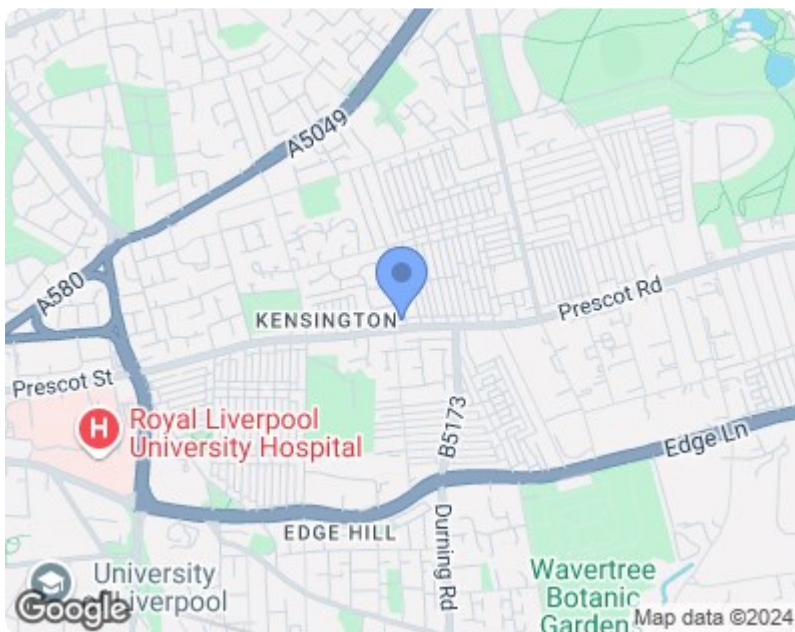 A5049
A580
KENSINGTON
Prescot Rd
Prescot St
H
Royal Liverpool
University Hospital
B5173
Edge Ln
EDGE HILL
Durning Rd
University
of Liverpool
Wavertree
Botanic
Gardens
Google
Map data ©2024